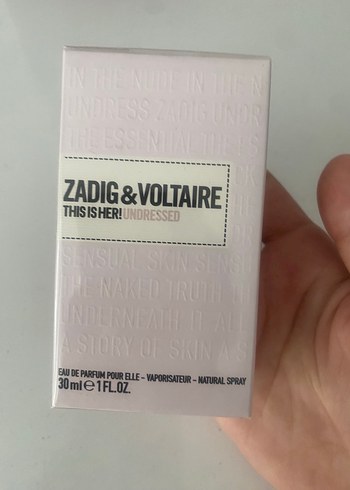 IN THE NUDE IN THE N
UNDRESS ZADIG UNDR
THE ESSENTIAL
ZADIG & VOLTAIRE
THIS IS HER! UNDRESSED
SENSUAL SKIN
THE NAKED TRUTH
UNDERNEATH IT ALL
A STORY OF SKIN A S
EAU DE PARFUM POUR ELLE – VAPORISATEUR – NATURAL SPRAY
30 ml ℮ 1 FL.OZ.